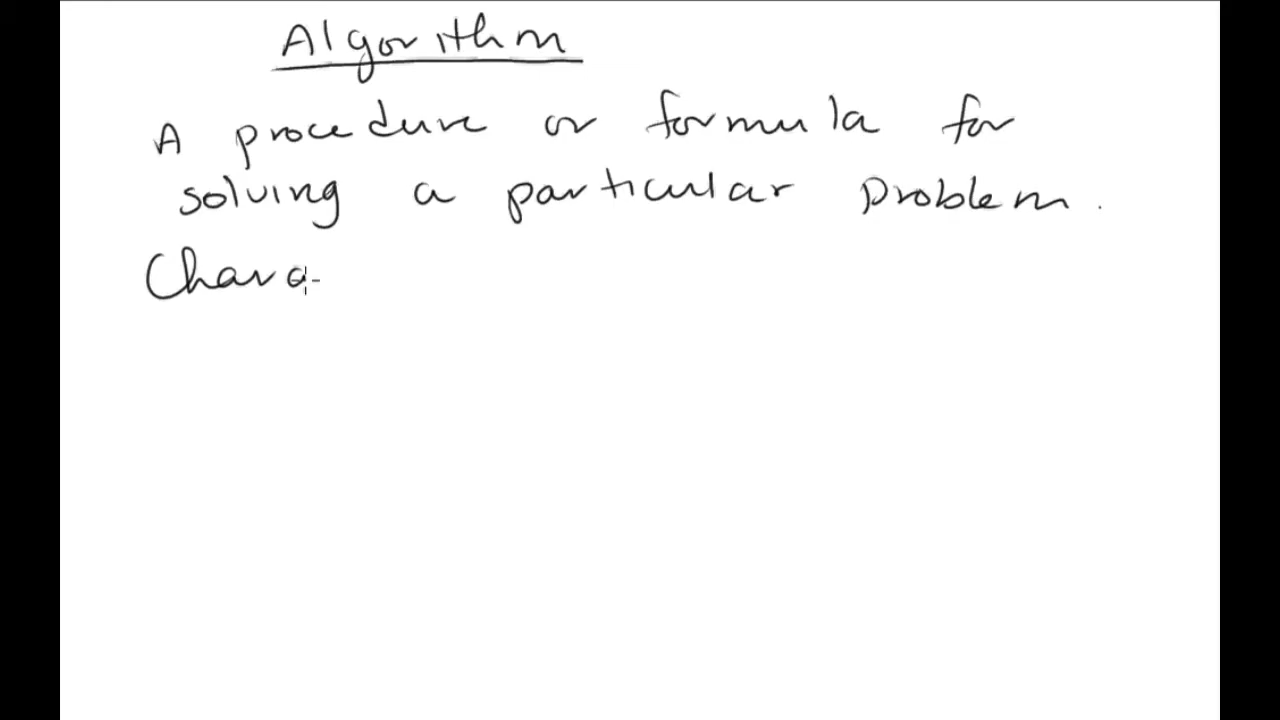 Algorithm
A procedure or formula for
solving a particular problem.
Chara